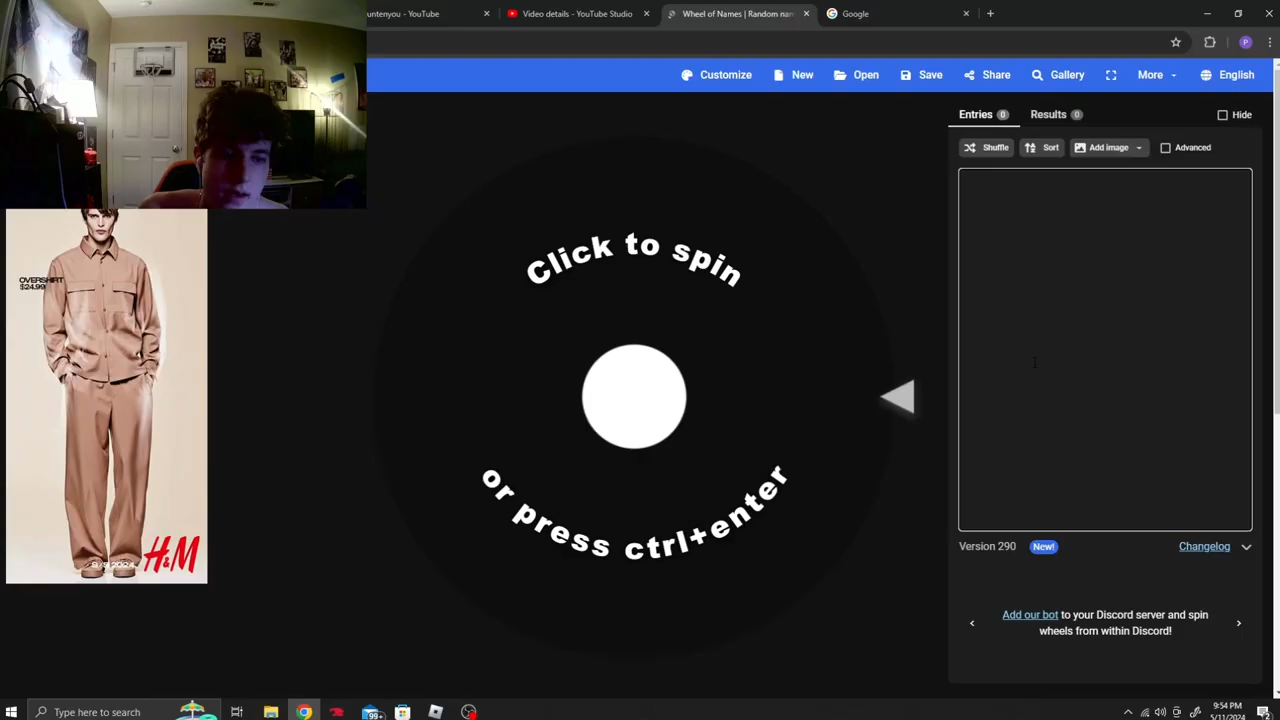 untenyou - YouTube
Video details - YouTube Studio
Wheel of Names | Random nam
Google
P
Customize
New
Open
Save
Share
Gallery
More
English
Entries 0
Results 0
Hide
Shuffle
Sort
Add image
Advanced
OVERSHIRT
$24.99
H&M
Click to spin
or press ctrl+enter
Version 290
New!
Changelog
Add our bot to your Discord server and spin
wheels from within Discord!
Type here to search
99+
9:54 PM
5/11/2024